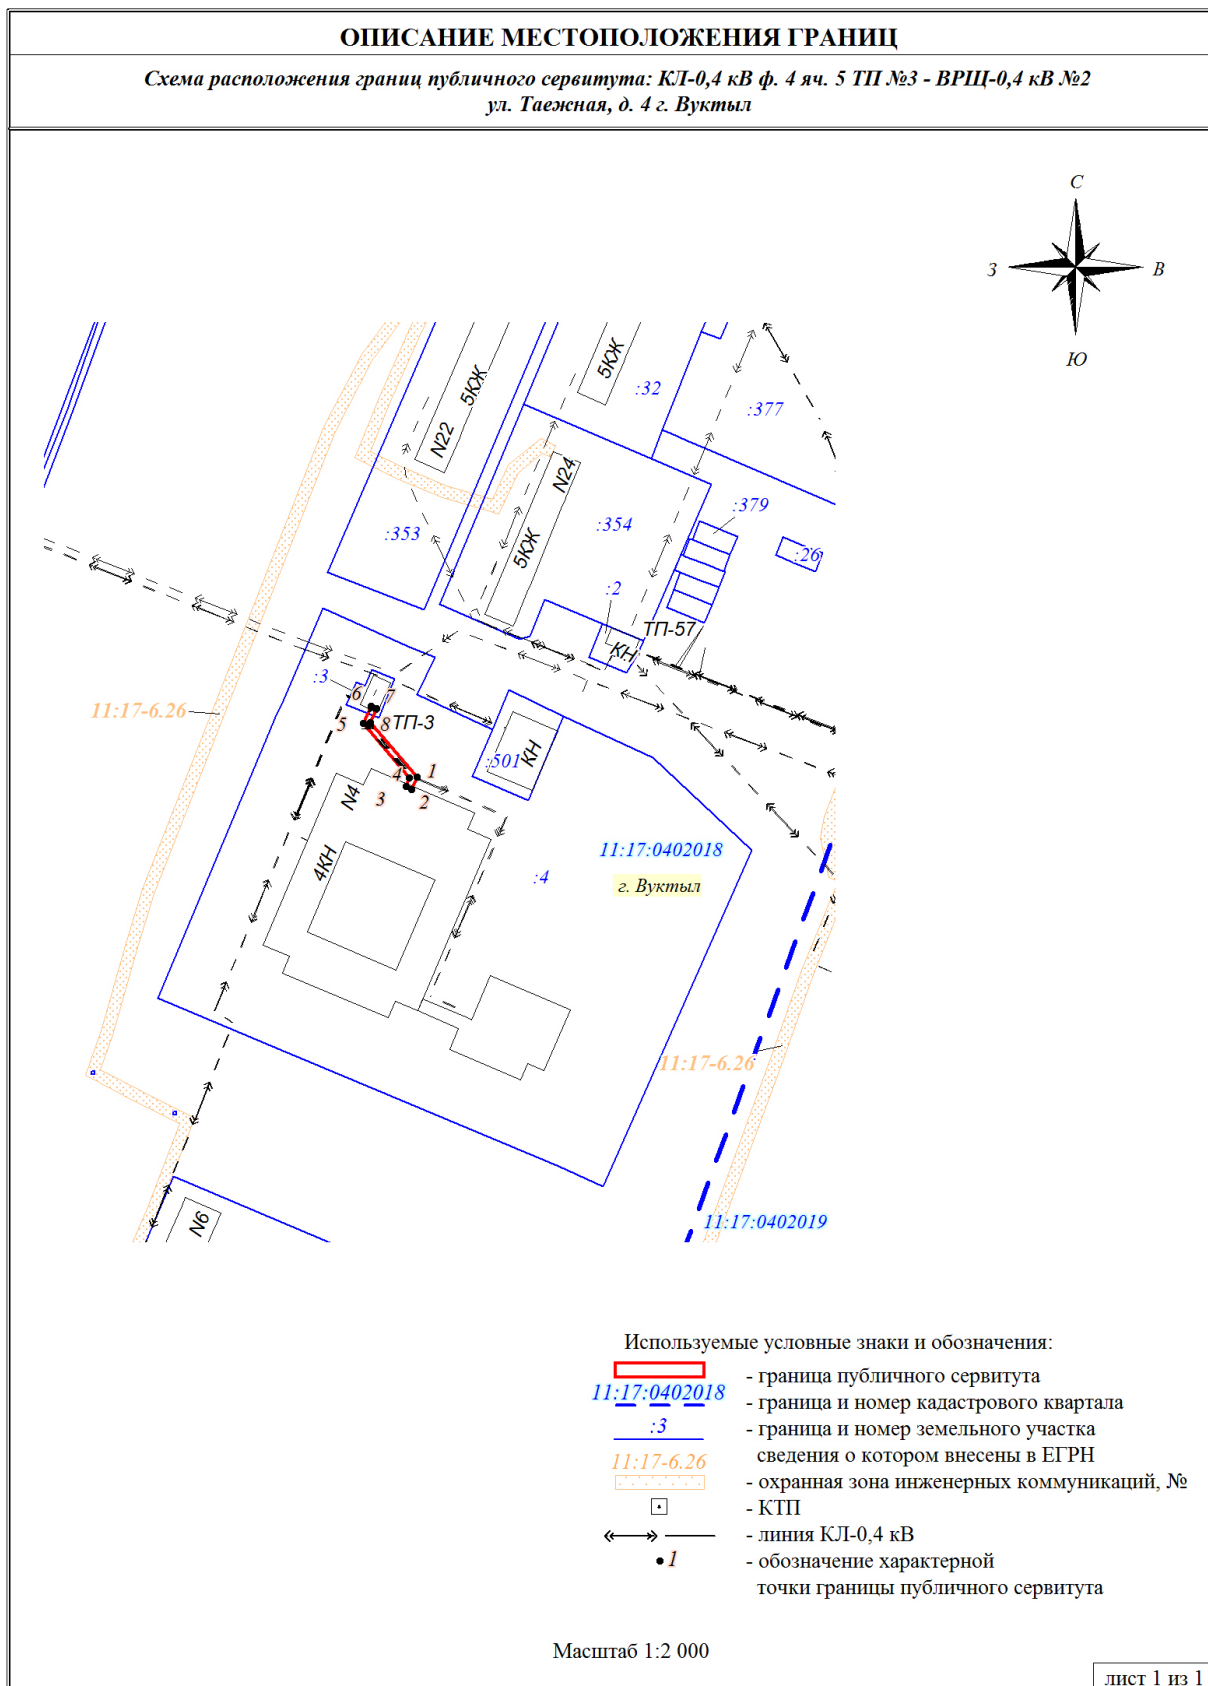 ОПИСАНИЕ МЕСТОПОЛОЖЕНИЯ ГРАНИЦ
Схема расположения границ публичного сервитута: КЛ-0,4 кВ ф. 4 яч. 5 ТП №3 - ВРЩ-0,4 кВ №2
ул. Таежная, д. 4 г. Вуктыл
С
З
В
Ю
5КЖ
5КЖ
:32
:377
N22
N24
:379
:354
:353
5КЖ
:26
:2
ТП-57
КН
:3
6
7
11:17-6.26
5
8
ТП-3
:501
КН
4
1
N4
3
2
11:17:0402018
4КН
:4
г. Вуктыл
11:17-6.26
N6
11:17:0402019
Используемые условные знаки и обозначения:
- граница публичного сервитута
11:17:0402018
- граница и номер кадастрового квартала
:3
- граница и номер земельного участка
сведения о котором внесены в ЕГРН
11:17-6.26
- охранная зона инженерных коммуникаций, №
- КТП
- линия КЛ-0,4 кВ
1
- обозначение характерной
точки границы публичного сервитута
Масштаб 1:2 000
лист 1 из 1